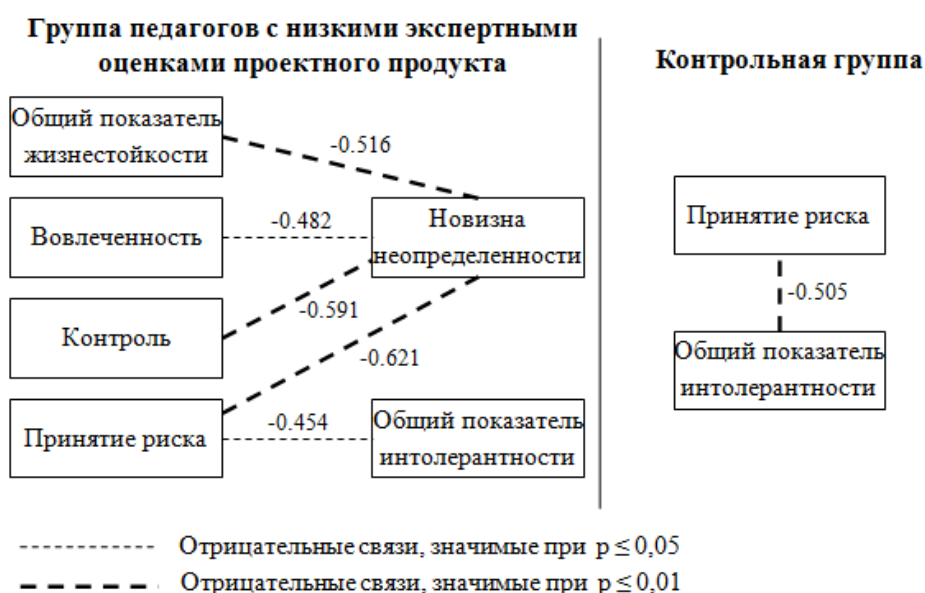 Группа педагогов с низкими экспертными
оценками проектного продукта
Общий показатель
жизнестойкости
-0.516
Вовлеченность
-0.482
Новизна
неопределенности
Контроль
-0.591
-0.621
Принятие риска
-0.454
Общий показатель
интолерантности
Контрольная группа
Принятие риска
-0.505
Общий показатель
интолерантности
Отрицательные связи, значимые при p ≤ 0,05
Отрицательные связи, значимые при p ≤ 0,01